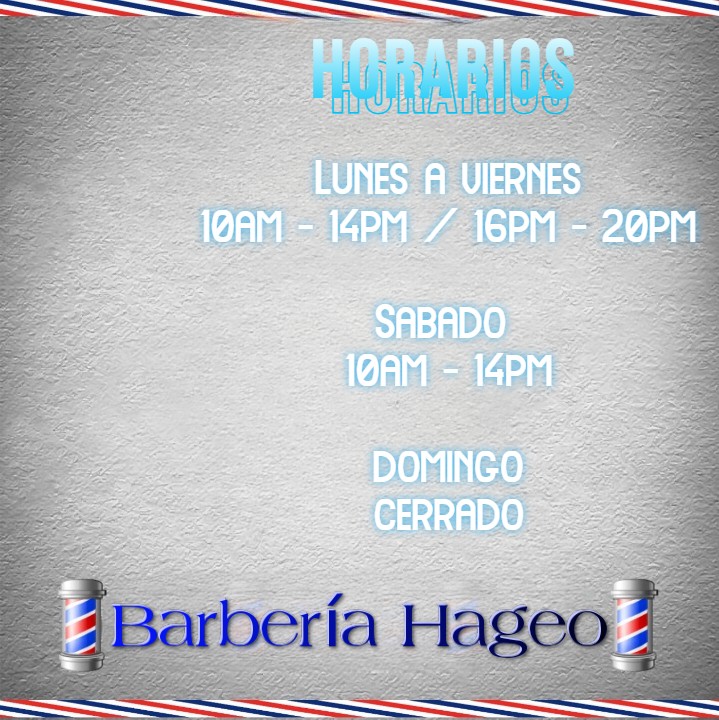 HORARIOS
LUNES A VIERNES
10AM - 14PM / 16PM - 20PM
SABADO
10AM - 14PM
DOMINGO
CERRADO
Barbería Hageo